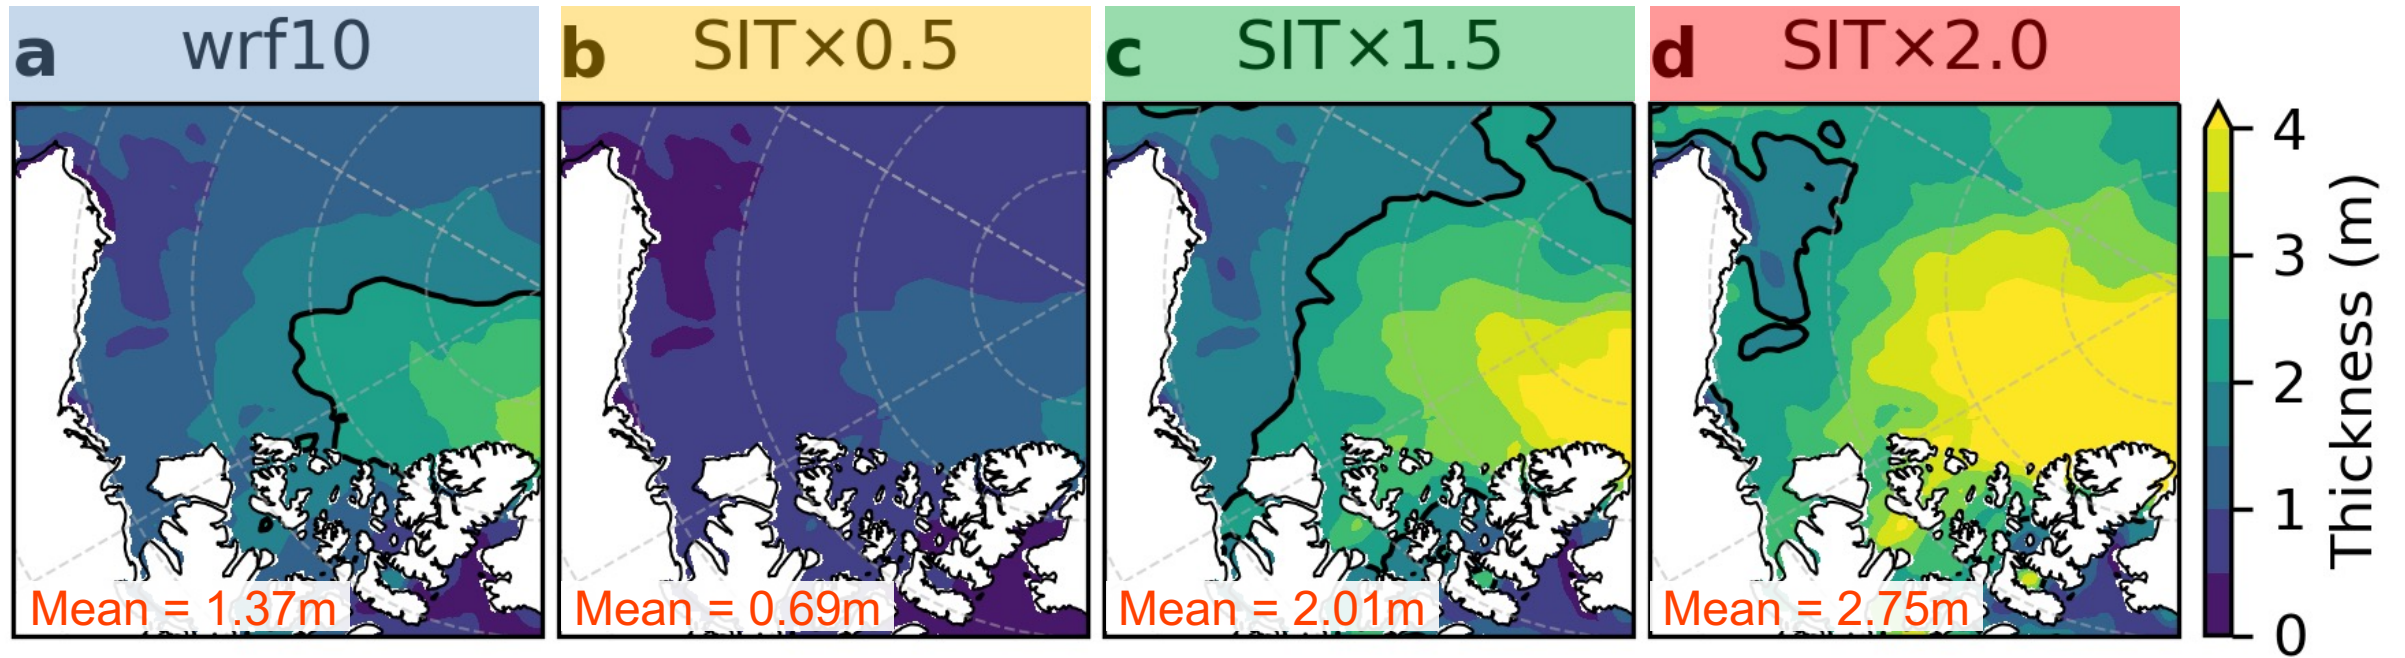 a wrf10
b SIT×0.5
c SIT×1.5
d SIT×2.0
Mean = 1.37m
Mean = 0.69m
Mean = 2.01m
Mean = 2.75m
4
3
2
1
0
Thickness (m)